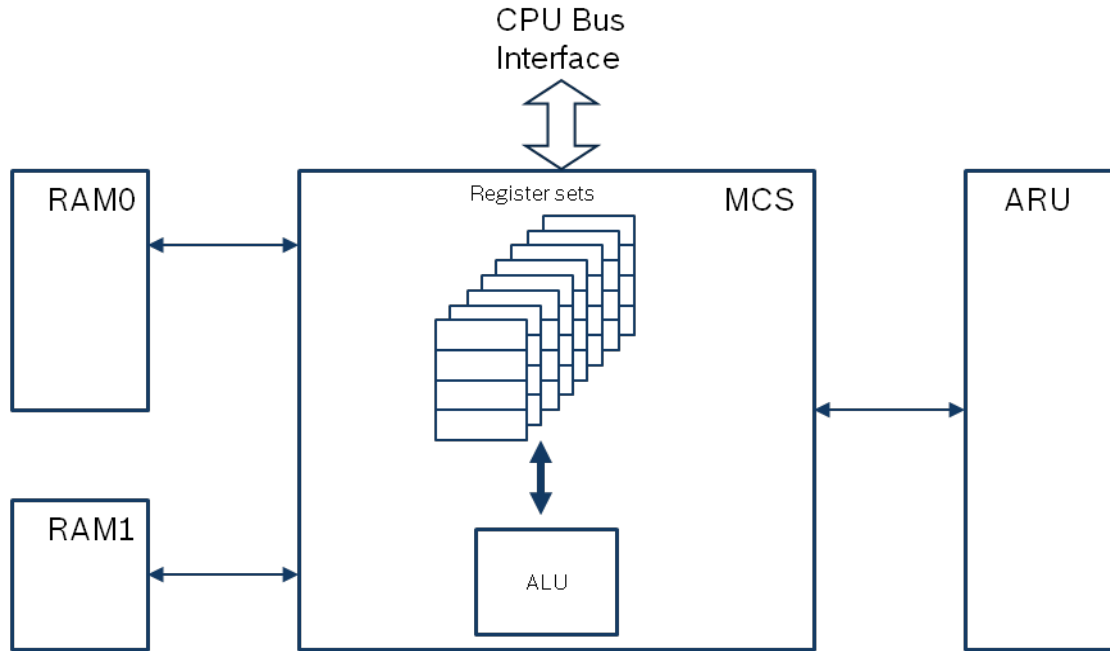 CPU Bus
Interface
RAM0
Register sets
MCS
ARU
RAM1
ALU